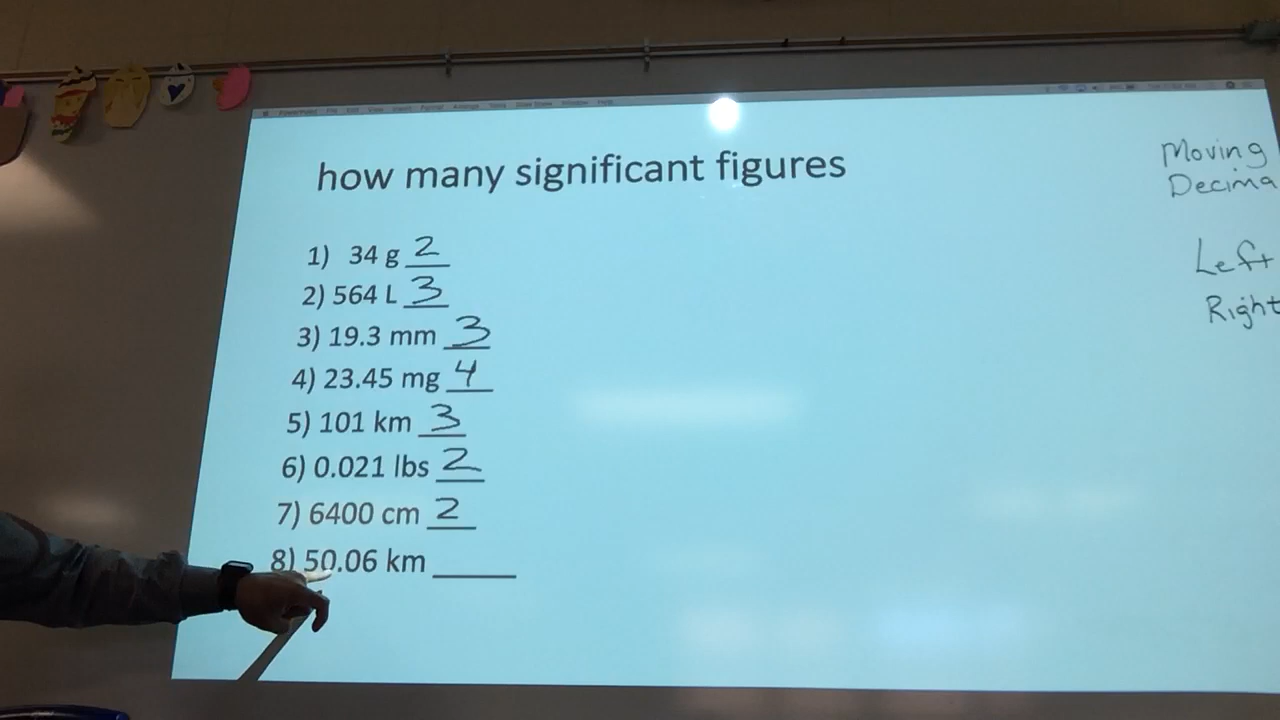 how many significant figures
1) 34 g 2
2) 564 L 3
3) 19.3 mm 3
4) 23.45 mg 4
5) 101 km 3
6) 0.021 lbs 2
7) 6400 cm 2
8) 50.06 km ____
Moving
Decima
Left
Right